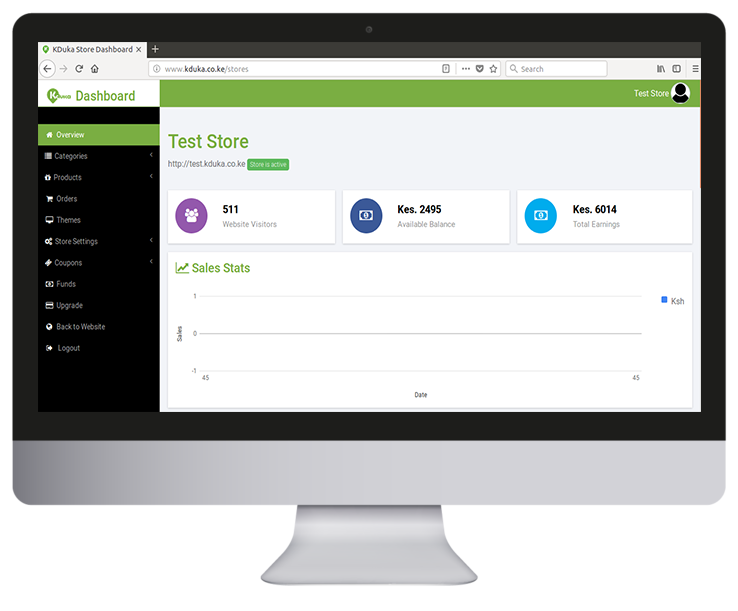 KDuka Store Dashboard
www.kduka.co.ke/stores
Search
KDUKA Dashboard
Test Store
Overview
Categories
Products
Orders
Themes
Store Settings
Coupons
Funds
Upgrade
Back to Website
Logout
Test Store
http://test.kduka.co.ke Store is active
511
Website Visitors
Kes. 2495
Available Balance
Kes. 6014
Total Earnings
Sales Stats
1
0
-1
Sales
45
45
Date
Ksh